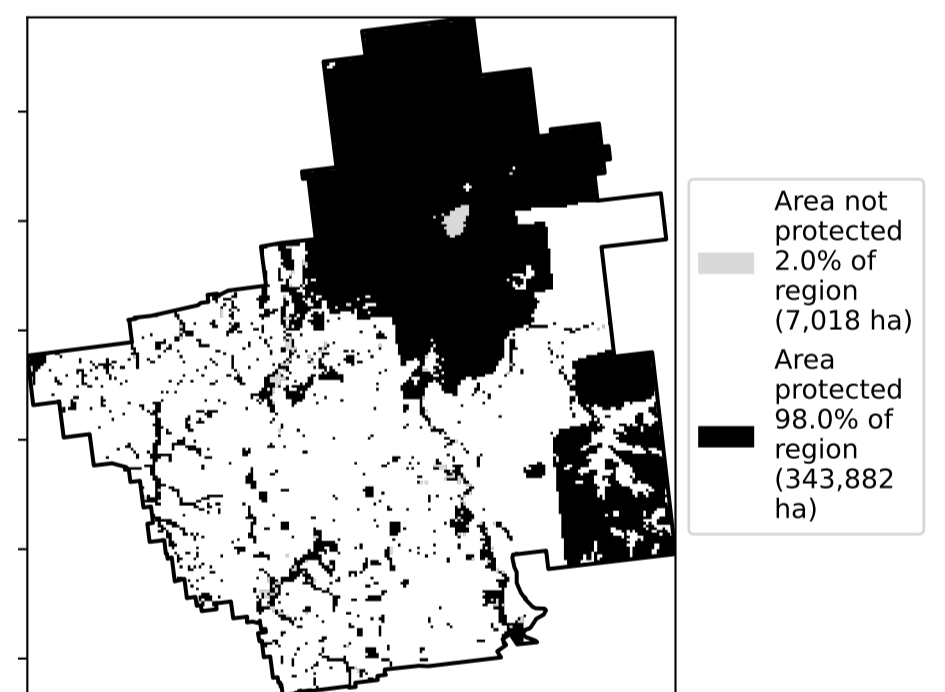 Area not
protected
2.0% of
region
(7,018 ha)
Area
protected
98.0% of
region
(343,882
ha)